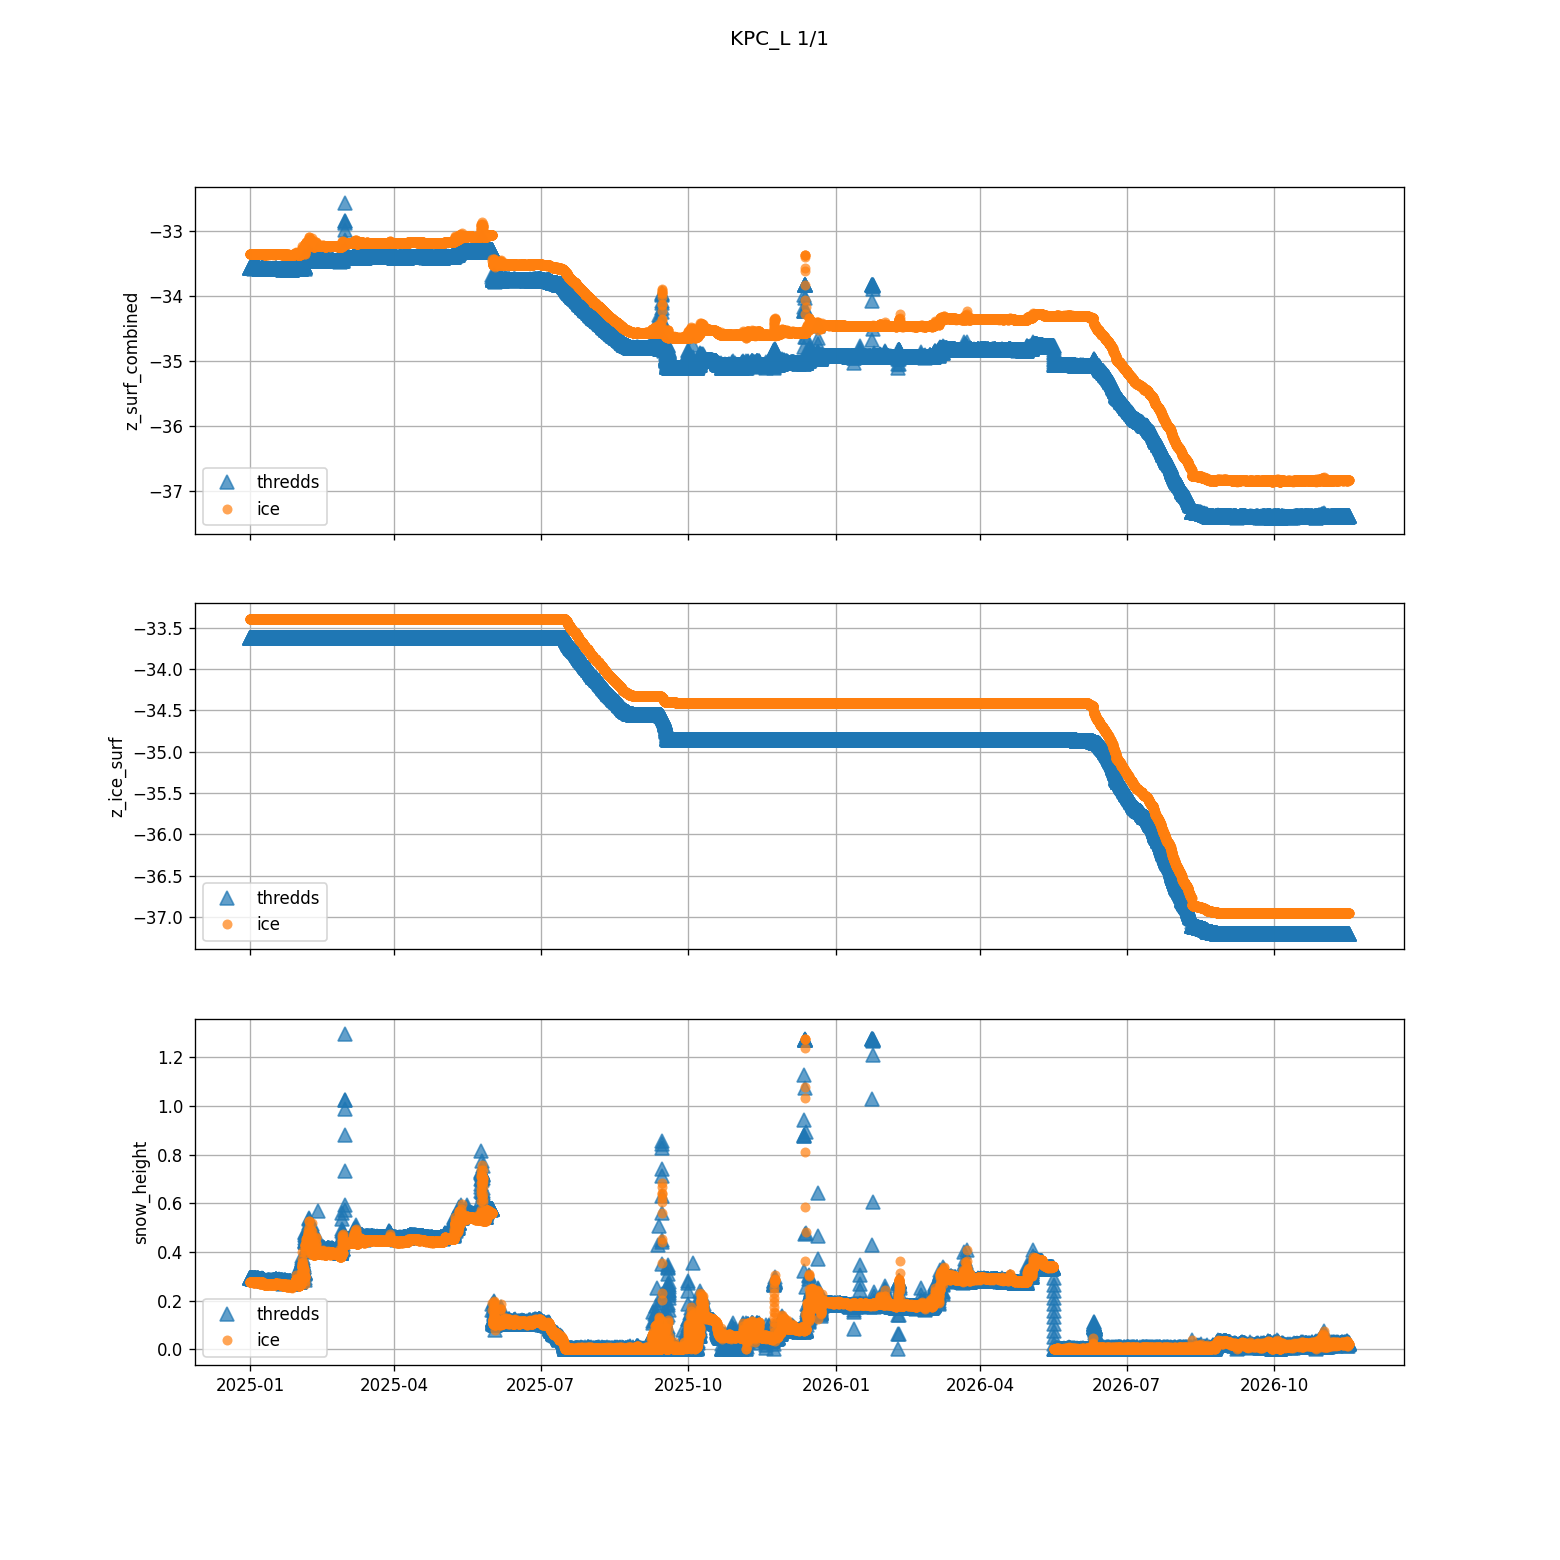 KPC_L 1/1
−33
−34
−35
−36
−37
z_surf_combined
thredds
ice
−33.5
−34.0
−34.5
−35.0
−35.5
−36.0
−36.5
−37.0
z_ice_surf
thredds
ice
1.2
1.0
0.8
0.6
0.4
0.2
0.0
snow_height
thredds
ice
2025-01 2025-04 2025-07 2025-10 2026-01 2026-04 2026-07 2026-10